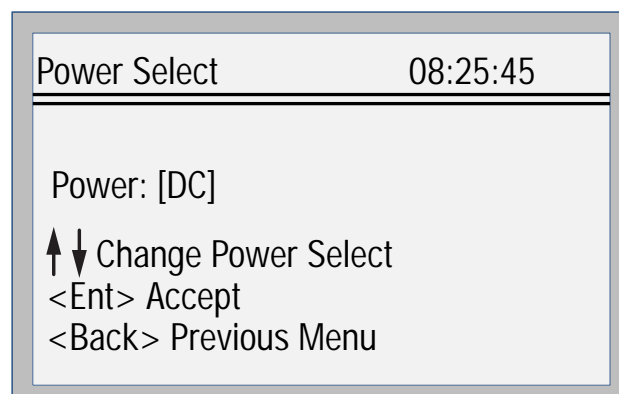 Power Select 08:25:45
Power: [DC]
↑↓ Change Power Select
<Ent> Accept
<Back> Previous Menu